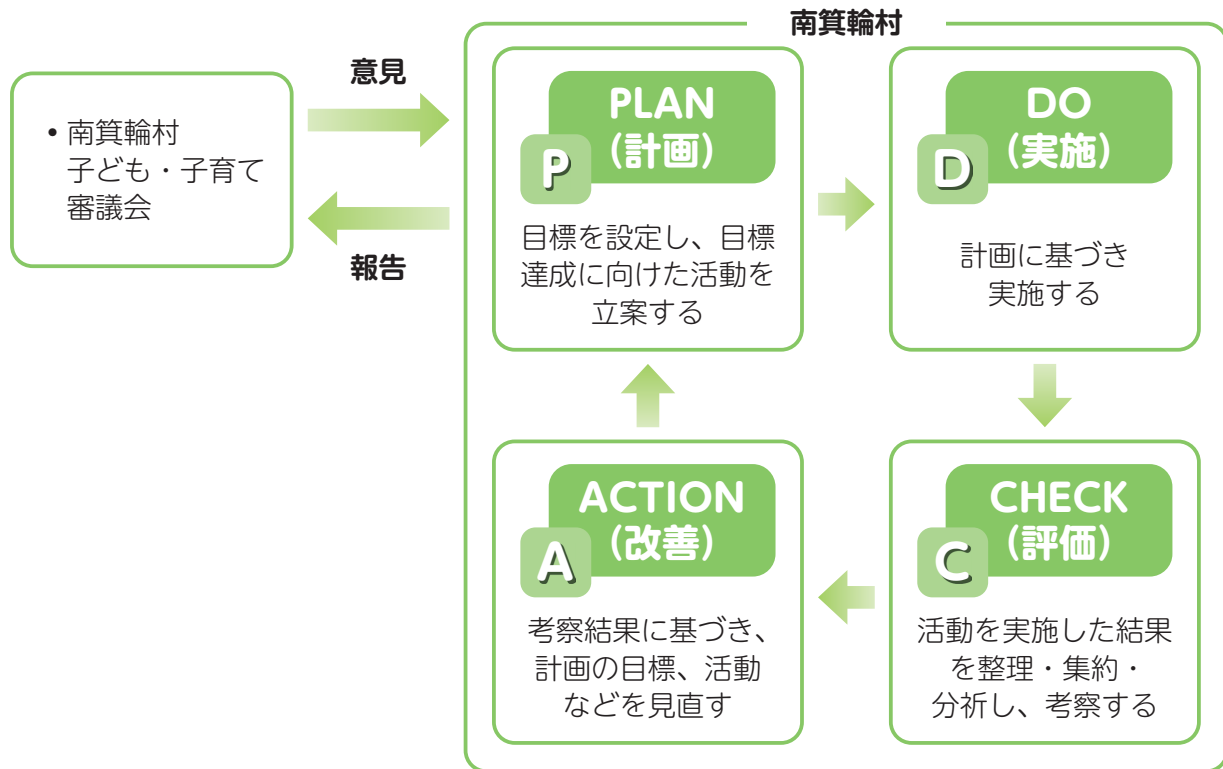 南箕輪村
意見
報告
• 南箕輪村
子ども・子育て
審議会
PLAN
(計画)
P
目標を設定し、目標
達成に向けた活動を
立案する
DO
(実施)
D
計画に基づき
実施する
CHECK
(評価)
C
活動を実施した結果
を整理・集約・
分祈し、考察する
ACTION
(改善)
A
考察結果に基づき、
計画の目標、活動
などを見直す